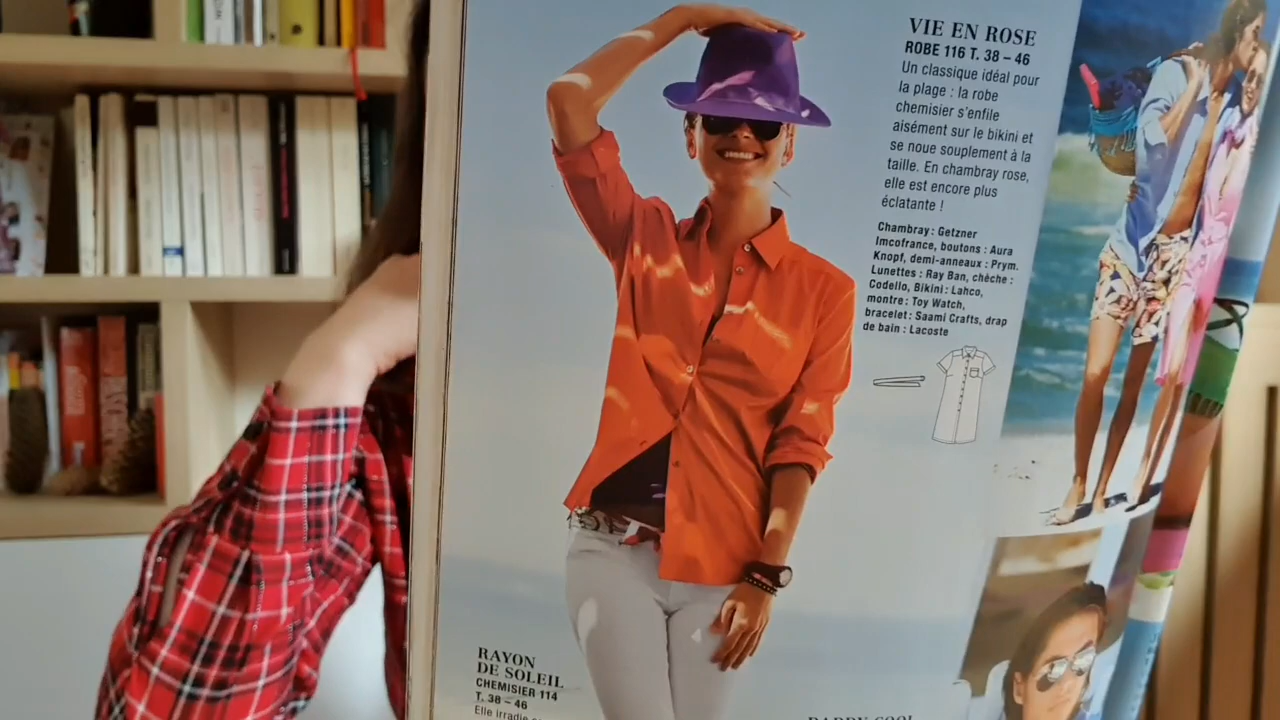 VIE EN ROSE
ROBE 116 T. 38 – 46
Un classique idéal pour
la plage : la robe
chemisier s'enfile
aisément sur le bikini et
se noue souplement à la
taille. En chambray rose,
elle est encore plus
éclatante !
Chambray : Getzner
Imcofrance, boutons : Aura
Knopf, demi-anneaux : Prym.
Lunettes : Ray Ban, chèche :
Codello, Bikini : Lahco,
montre : Toy Watch,
bracelet : Saami Crafts, drap
de bain : Lacoste
RAYON
DE SOLEIL
CHEMISIER 114
T. 38 – 46
Elle irradie